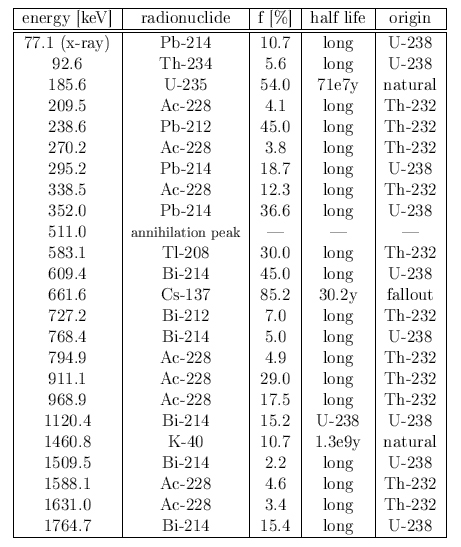 energy [keV] radionuclide f [%] half life origin
77.1 (x-ray) Pb-214 10.7 long U-238
92.6 Th-234 5.6 long U-238
185.6 U-235 54.0 71e7y natural
209.5 Ac-228 4.1 long Th-232
238.6 Pb-212 45.0 long Th-232
270.2 Ac-228 3.8 long Th-232
295.2 Pb-214 18.7 long U-238
338.5 Ac-228 12.3 long Th-232
352.0 Pb-214 36.6 long U-238
511.0 annihilation peak — — —
583.1 Tl-208 30.0 long Th-232
609.4 Bi-214 45.0 long U-238
661.6 Cs-137 85.2 30.2y fallout
727.2 Bi-212 7.0 long Th-232
768.4 Bi-214 5.0 long U-238
794.9 Ac-228 4.9 long Th-232
911.1 Ac-228 29.0 long Th-232
968.9 Ac-228 17.5 long Th-232
1120.4 Bi-214 15.2 U-238 U-238
1460.8 K-40 10.7 1.3e9y natural
1509.5 Bi-214 2.2 long U-238
1588.1 Ac-228 4.6 long Th-232
1631.0 Ac-228 3.4 long Th-232
1764.7 Bi-214 15.4 long U-238